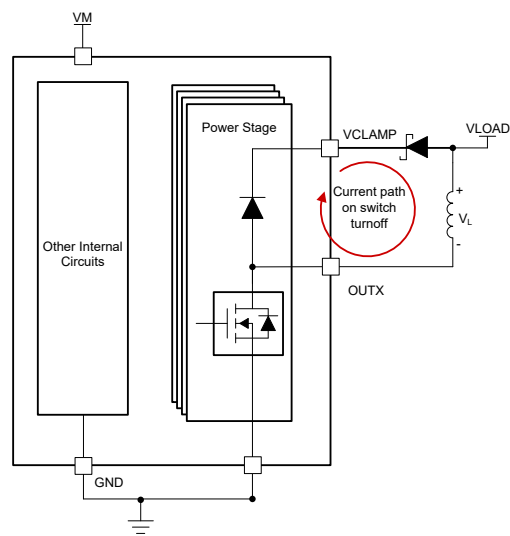 VM
Power Stage
VCLAMP
VLOAD
Current path
on switch
turnoff
+
VL
-
Other Internal
Circuits
OUTX
GND